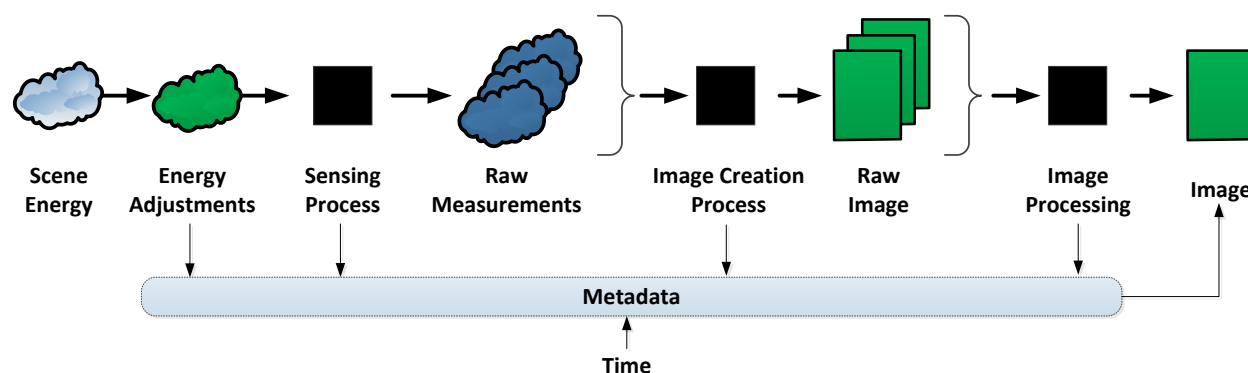 Scene
Energy
Energy
Adjustments
Sensing
Process
Raw
Measurements
Image Creation
Process
Raw
Image
Image
Processing
Image
Metadata
Time